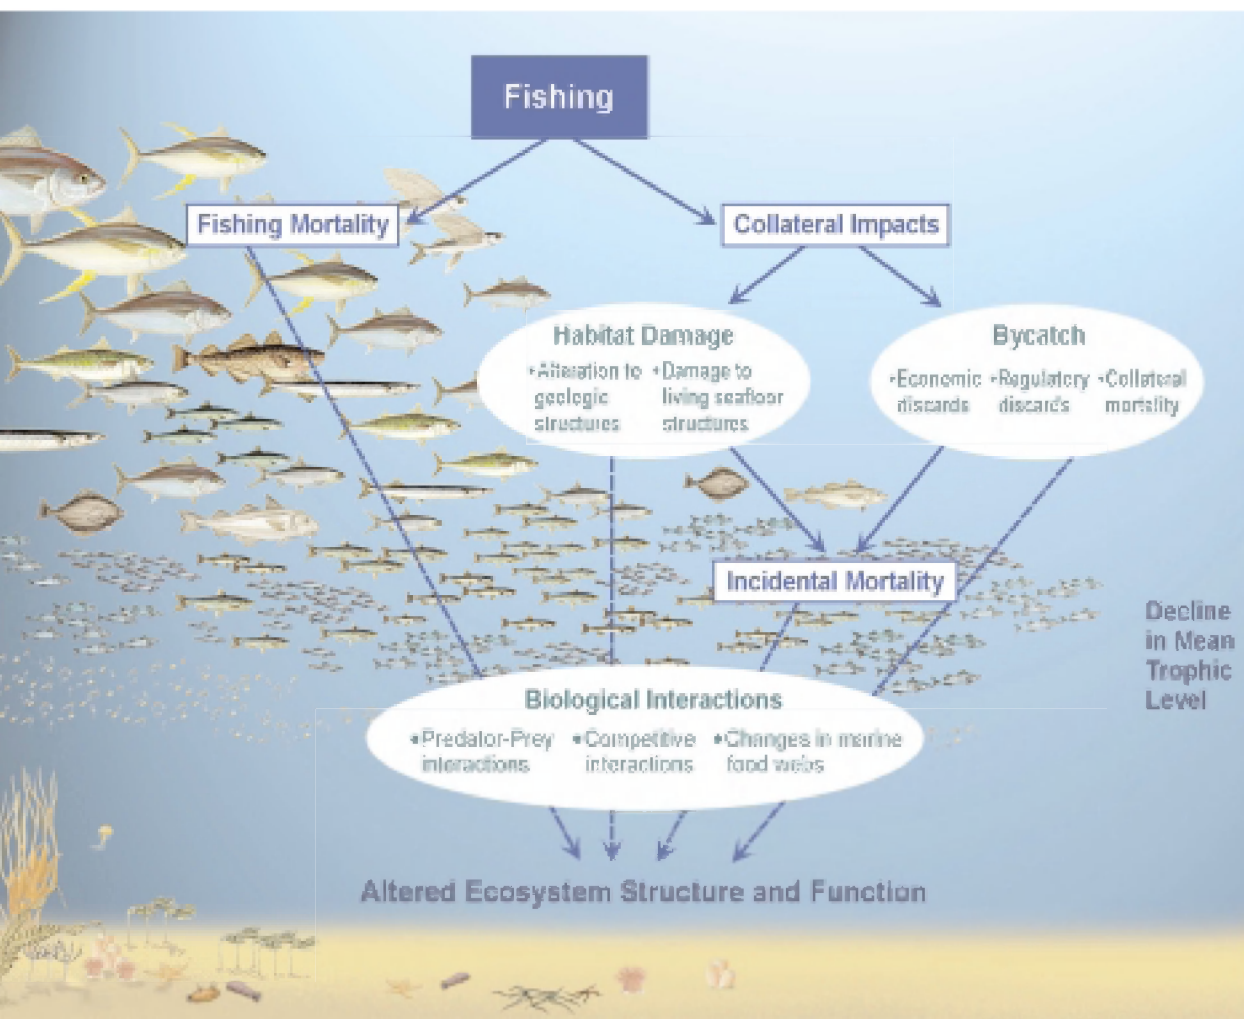 Fishing
Fishing Mortality
Collateral Impacts
Habitat Damage
•Alteration to
geologic
structures
•Damage to
living seafloor
structures
Bycatch
•Economic
discards
•Regulatory
discards
•Collateral
mortality
Incidental Mortality
Decline
in Mean
Trophic
Level
Biological Interactions
•Predator-Prey
interactions
•Competitive
interactions
•Changes in marine
food webs
Altered Ecosystem Structure and Function